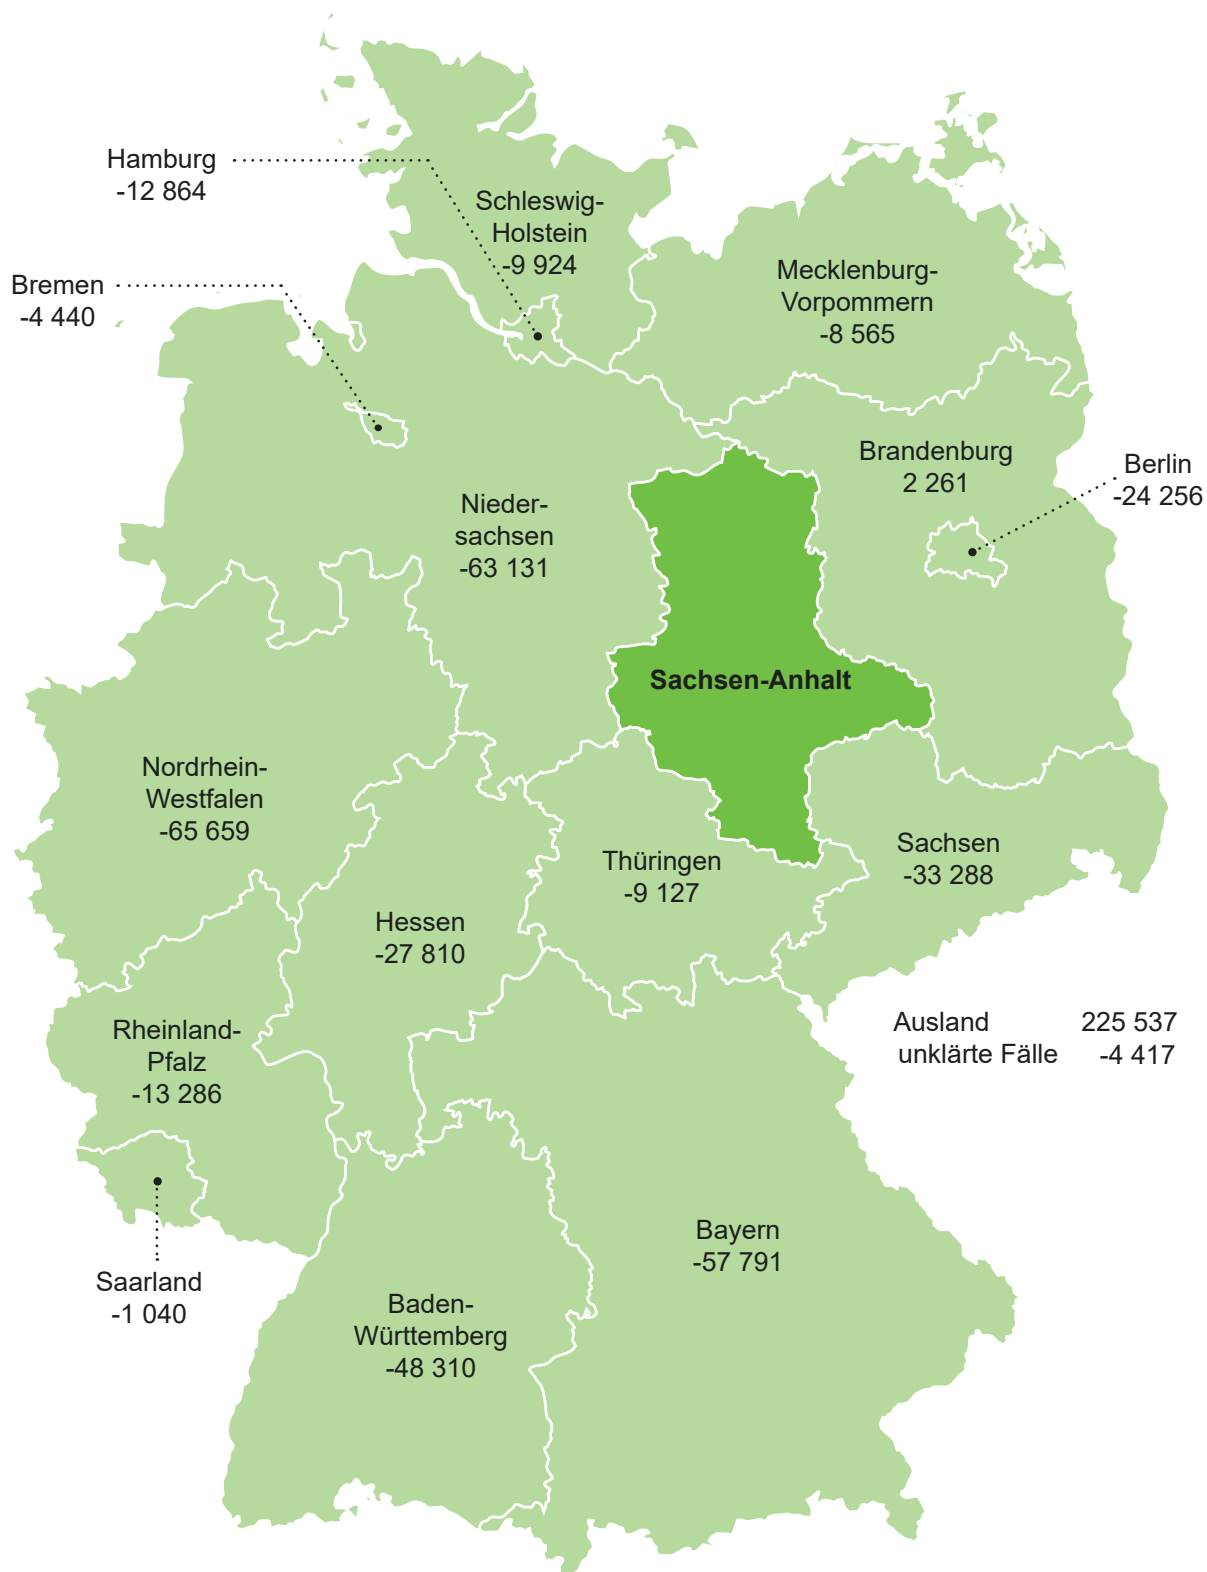 Hamburg
-12 864
Schleswig-
Holstein
-9 924
Mecklenburg-
Vorpommern
-8 565
Bremen
-4 440
Brandenburg
2 261
Berlin
-24 256
Nieder-
sachsen
-63 131
Sachsen-Anhalt
Nordrhein-
Westfalen
-65 659
Sachsen
-33 288
Thüringen
-9 127
Hessen
-27 810
Ausland 225 537
unklärte Fälle -4 417
Rheinland-
Pfalz
-13 286
Bayern
-57 791
Saarland
-1 040
Baden-
Württemberg
-48 310